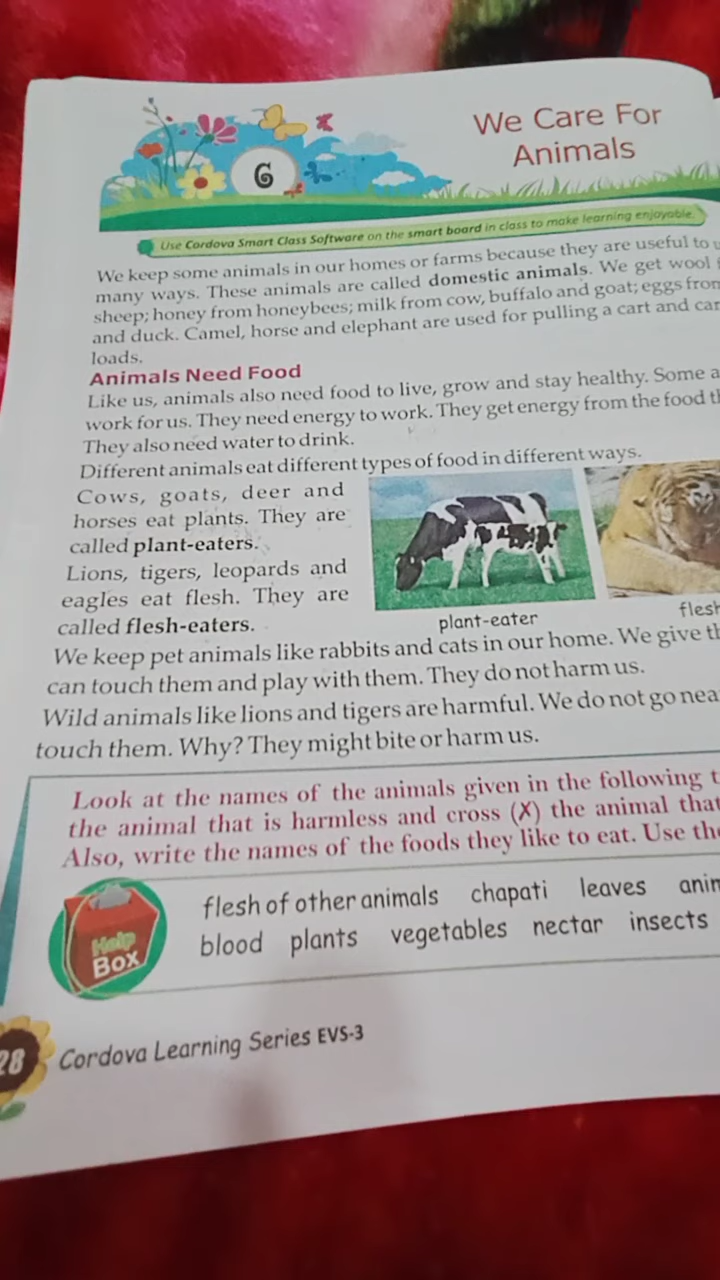 We Care For
Animals
6
Use Cordova Smart Class Software on the smart board in class to make learning enjoyable.
We keep some animals in our homes or farms because they are useful to
many ways. These animals are called domestic animals. We get wool
sheep; honey from honeybees; milk from cow, buffalo and goat; eggs from
and duck. Camel, horse and elephant are used for pulling a cart and
loads.
Animals Need Food
Like us, animals also need food to live, grow and stay healthy. Some
work for us. They need energy to work. They get energy from the food
They also need water to drink.
Different animals eat different types of food in different ways.
Cows, goats, deer and
horses eat plants. They are
called plant-eaters.
Lions, tigers, leopards and
eagles eat flesh. They are
called flesh-eaters.
plant-eater
flesh
We keep pet animals like rabbits and cats in our home. We give
can touch them and play with them. They do not harm us.
Wild animals like lions and tigers are harmful. We do not go
touch them. Why? They might bite or harm us.
Look at the names of the animals given in the following
the animal that is harmless and cross (✗) the animal that
Also, write the names of the foods they like to eat. Use the
Help
Box
flesh of other animals chapati leaves
blood plants vegetables nectar insects
28 Cordova Learning Series EVS-3